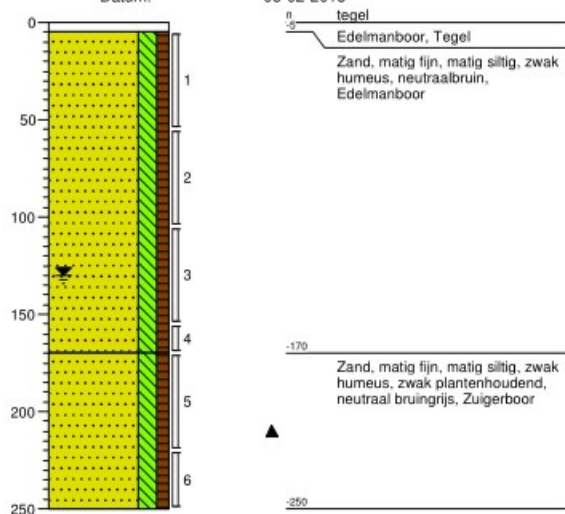 tegel
-5
Edelmanboor, Tegel
Zand, matig fijn, matig siltig, zwak
humeus, neutraalbruin,
Edelmanboor
-170
Zand, matig fijn, matig siltig, zwak
humeus, zwak plantenhoudend,
neutraal bruingrijs, Zuigerboor
-250
0
50
100
150
200
250
1
2
3
4
5
6